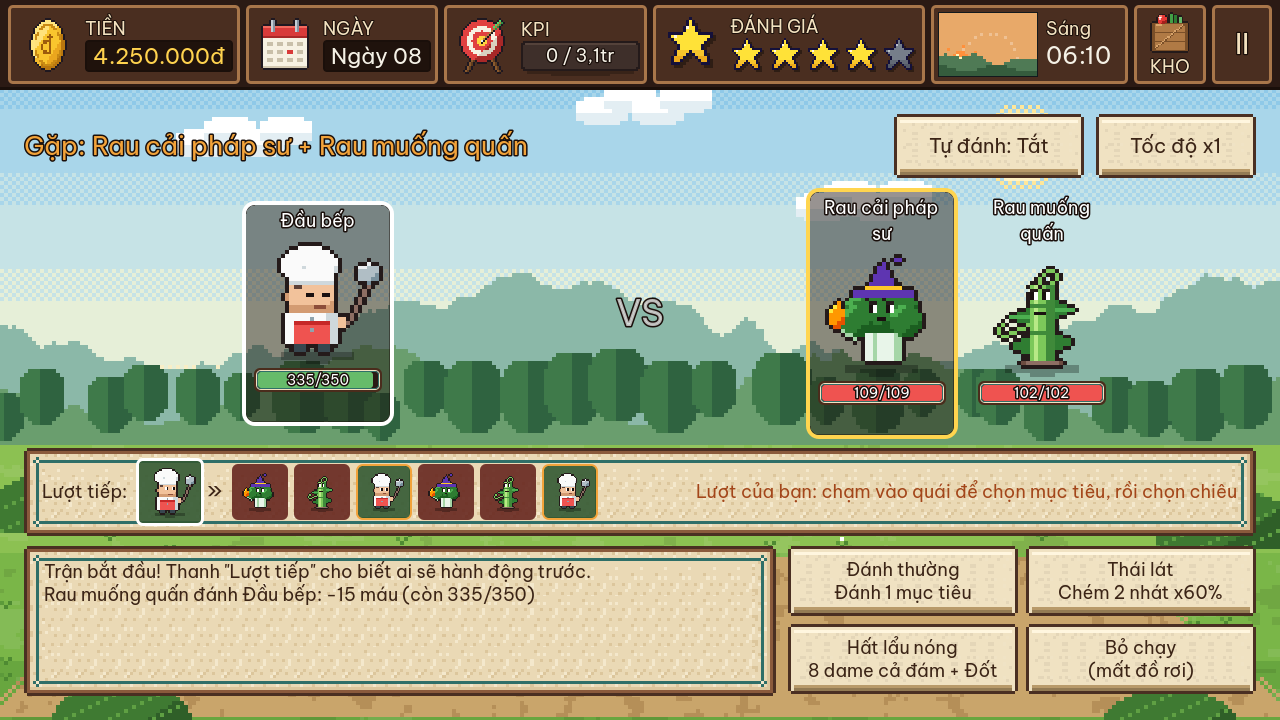 TIỀN
4.250.000đ
NGÀY
Ngày 08
KPI
0 / 3,1tr
ĐÁNH GIÁ
Sáng
06:10
KHO
Gặp: Rau cải pháp sư + Rau muống quấn
Tự đánh: Tắt
Tốc độ x1
Đầu bếp
335/350
VS
Rau cải pháp
sư
109/109
Rau muống
quấn
102/102
Lượt tiếp:
»
Lượt của bạn: chạm vào quái để chọn mục tiêu, rồi chọn chiêu
Trận bắt đầu! Thanh "Lượt tiếp" cho biết ai sẽ hành động trước.
Rau muống quấn đánh Đầu bếp: -15 máu (còn 335/350)
Đánh thường
Đánh 1 mục tiêu
Thái lát
Chém 2 nhát x60%
Hất lẩu nóng
8 dame cả đám + Đốt
Bỏ chạy
(mất đồ rơi)